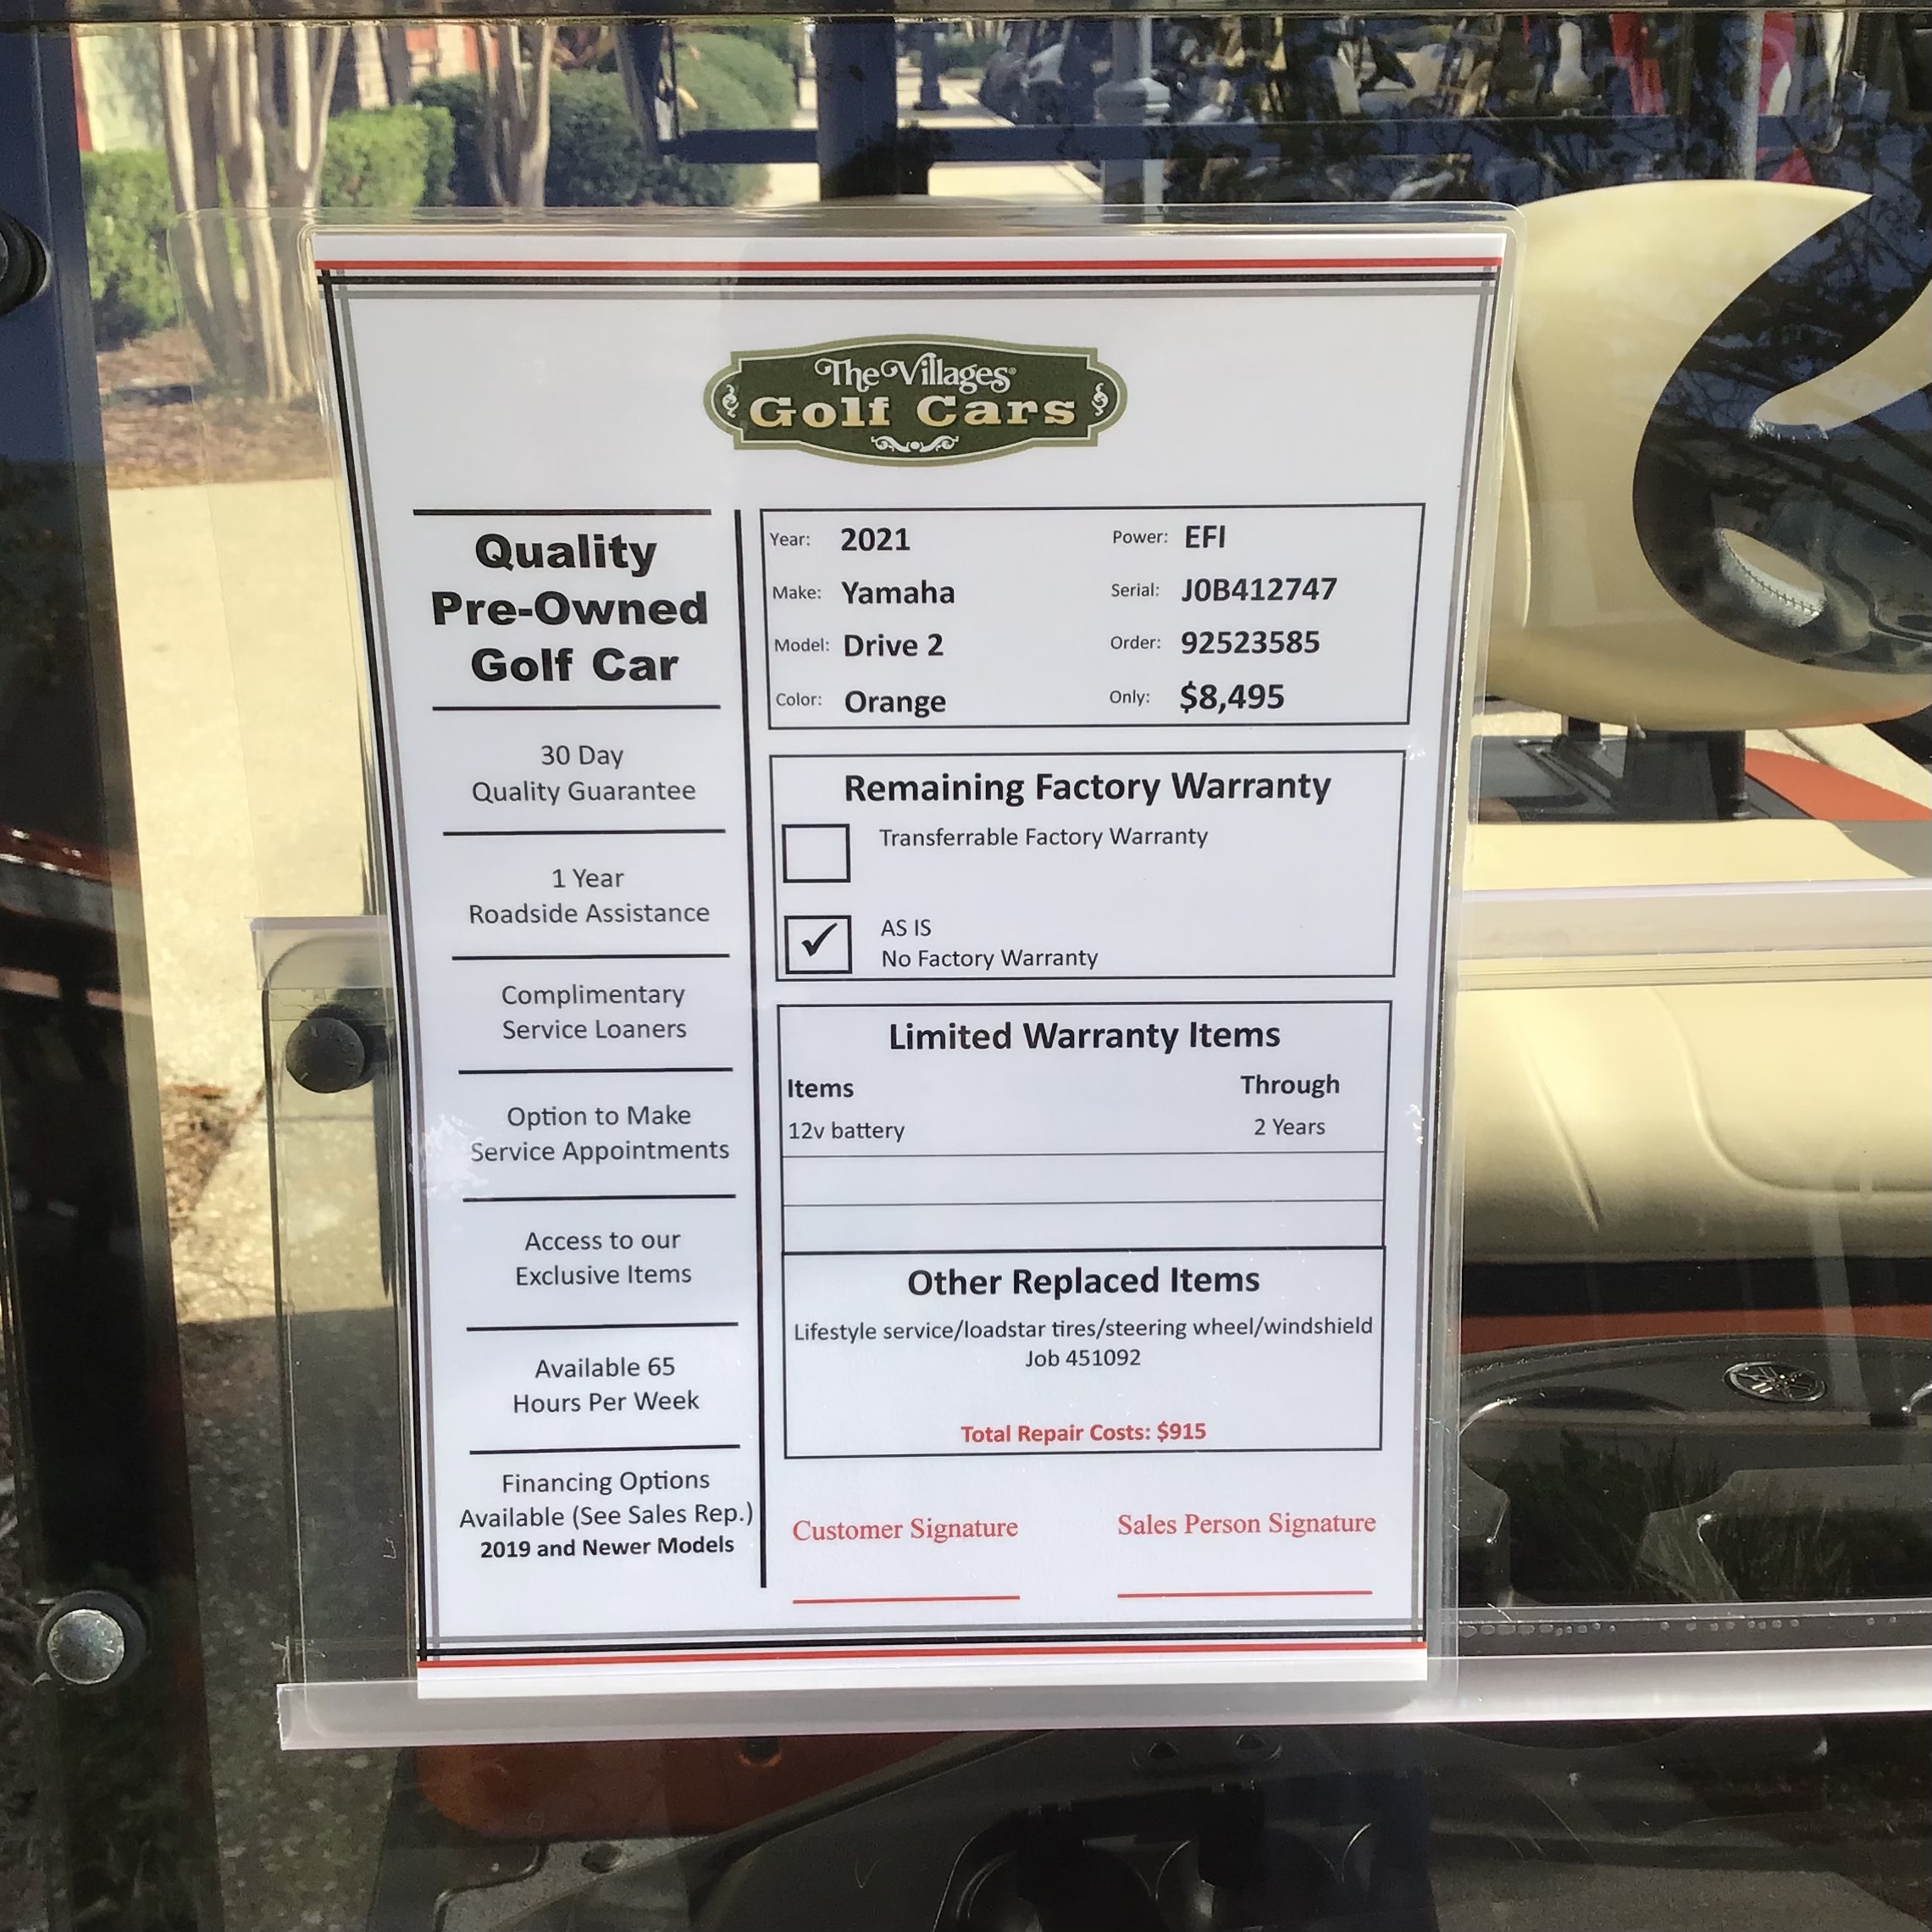 The Villages®
Golf Cars
Quality
Pre-Owned
Golf Car
30 Day
Quality Guarantee
1 Year
Roadside Assistance
Complimentary
Service Loaners
Option to Make
Service Appointments
Access to our
Exclusive Items
Available 65
Hours Per Week
Financing Options
Available (See Sales Rep.)
2019 and Newer Models
Year: 2021 Power: EFI
Make: Yamaha Serial: J0B412747
Model: Drive 2 Order: 92523585
Color: Orange Only: $8,495
Remaining Factory Warranty
Transferrable Factory Warranty
✓ AS IS
No Factory Warranty
Limited Warranty Items
Items Through
12v battery 2 Years
Other Replaced Items
Lifestyle service/loadstar tires/steering wheel/windshield
Job 451092
Total Repair Costs: $915
Customer Signature Sales Person Signature